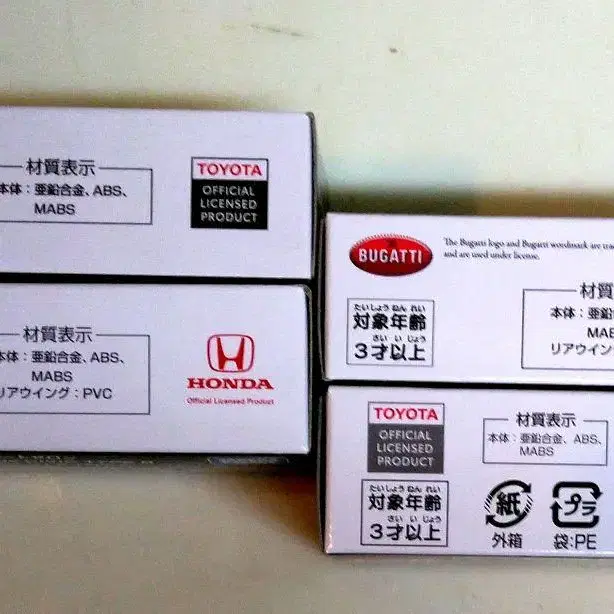 材質表示
本体：亜鉛合金、ABS、
MABS
TOYOTA
OFFICIAL
LICENSED
PRODUCT
材質表示
本体：亜鉛合金、ABS、
MABS
リアウイング：PVC
HONDA
Official Licensed Product
BUGATTI
The Bugatti logo and Bugatti wordmark are
and are used under license.
たいしょう ねん れい
対象年齢
さい い じょう
3才以上
本体：亜鉛
リアウイング
TOYOTA
OFFICIAL
LICENSED
PRODUCT
たいしょう ねん れい
対象年齢
さい い じょう
3才以上
材質表示
本体：亜鉛合金、ABS、
MABS
紙
外箱
プラ
袋:PE